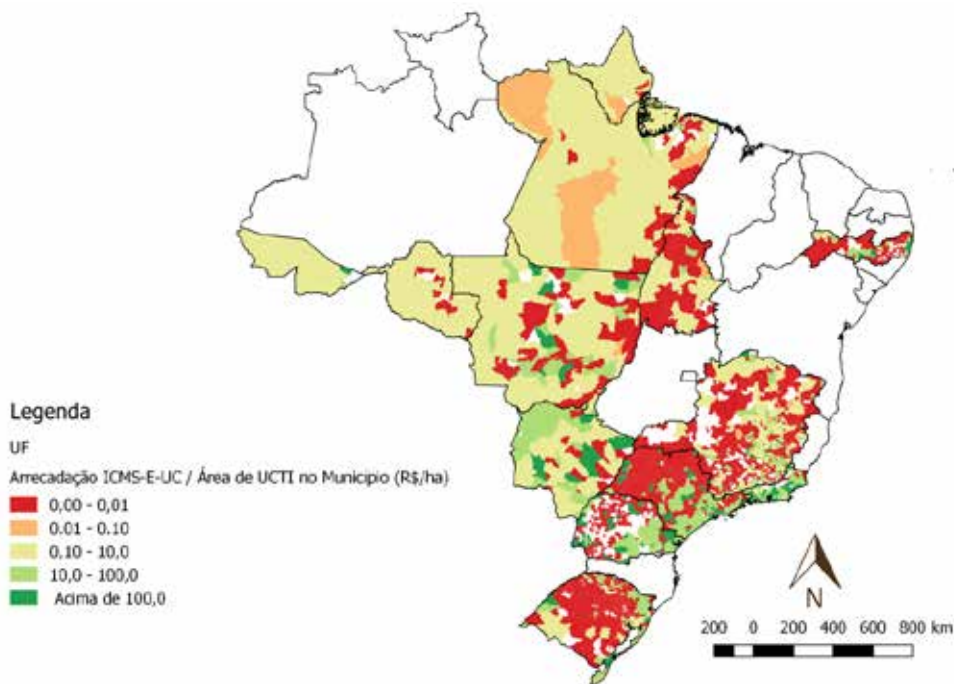 Legenda
UF
Arrecadação ICMS-E-UC / Área de UCTI no Município (R$/ha)
0,00 - 0,01
0.01 - 0.10
0,10 - 10,0
10,0 - 100,0
Acima de 100,0
N
200 0 200 400 600 800 km